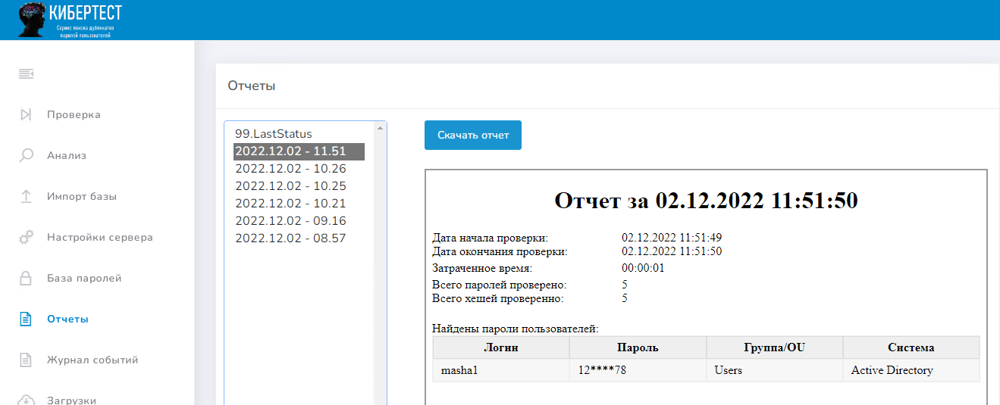 КИБЕРТЕСТ
Сервис поиска дубликатов
паролей пользователей
Проверка
Анализ
Импорт базы
Настройки сервера
База паролей
Отчеты
Журнал событий
Загрузки
Отчеты
99.LastStatus
2022.12.02 - 11.51
2022.12.02 - 10.26
2022.12.02 - 10.25
2022.12.02 - 10.21
2022.12.02 - 09.16
2022.12.02 - 08.57
Скачать отчет
Отчет за 02.12.2022 11:51:50
Дата начала проверки: 02.12.2022 11:51:49
Дата окончания проверки: 02.12.2022 11:51:50
Затраченное время: 00:00:01
Всего паролей проверено: 5
Всего хешей проверенно: 5
Найдены пароли пользователей:
Логин Пароль Группа/OU Система
masha1 12****78 Users Active Directory